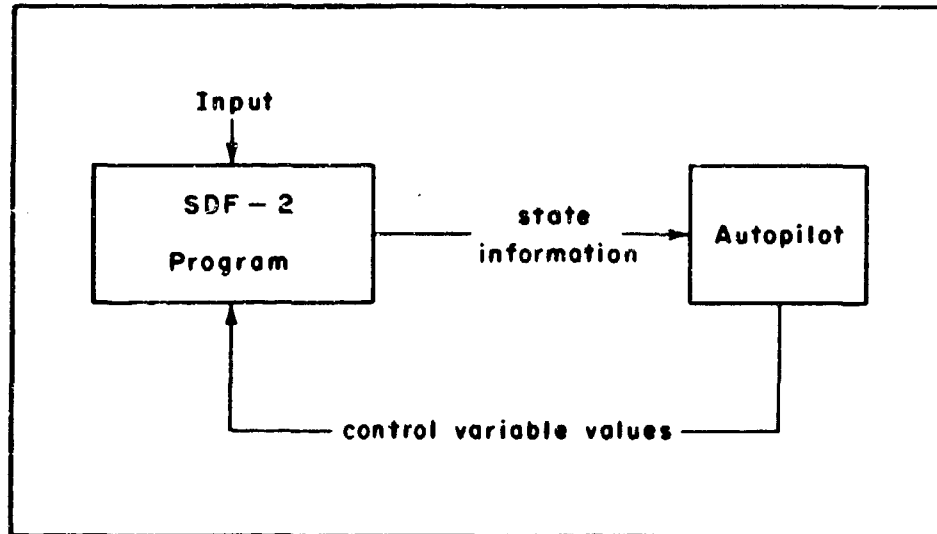 Input
SDF - 2
Program
state
information
Autopilot
control variable values